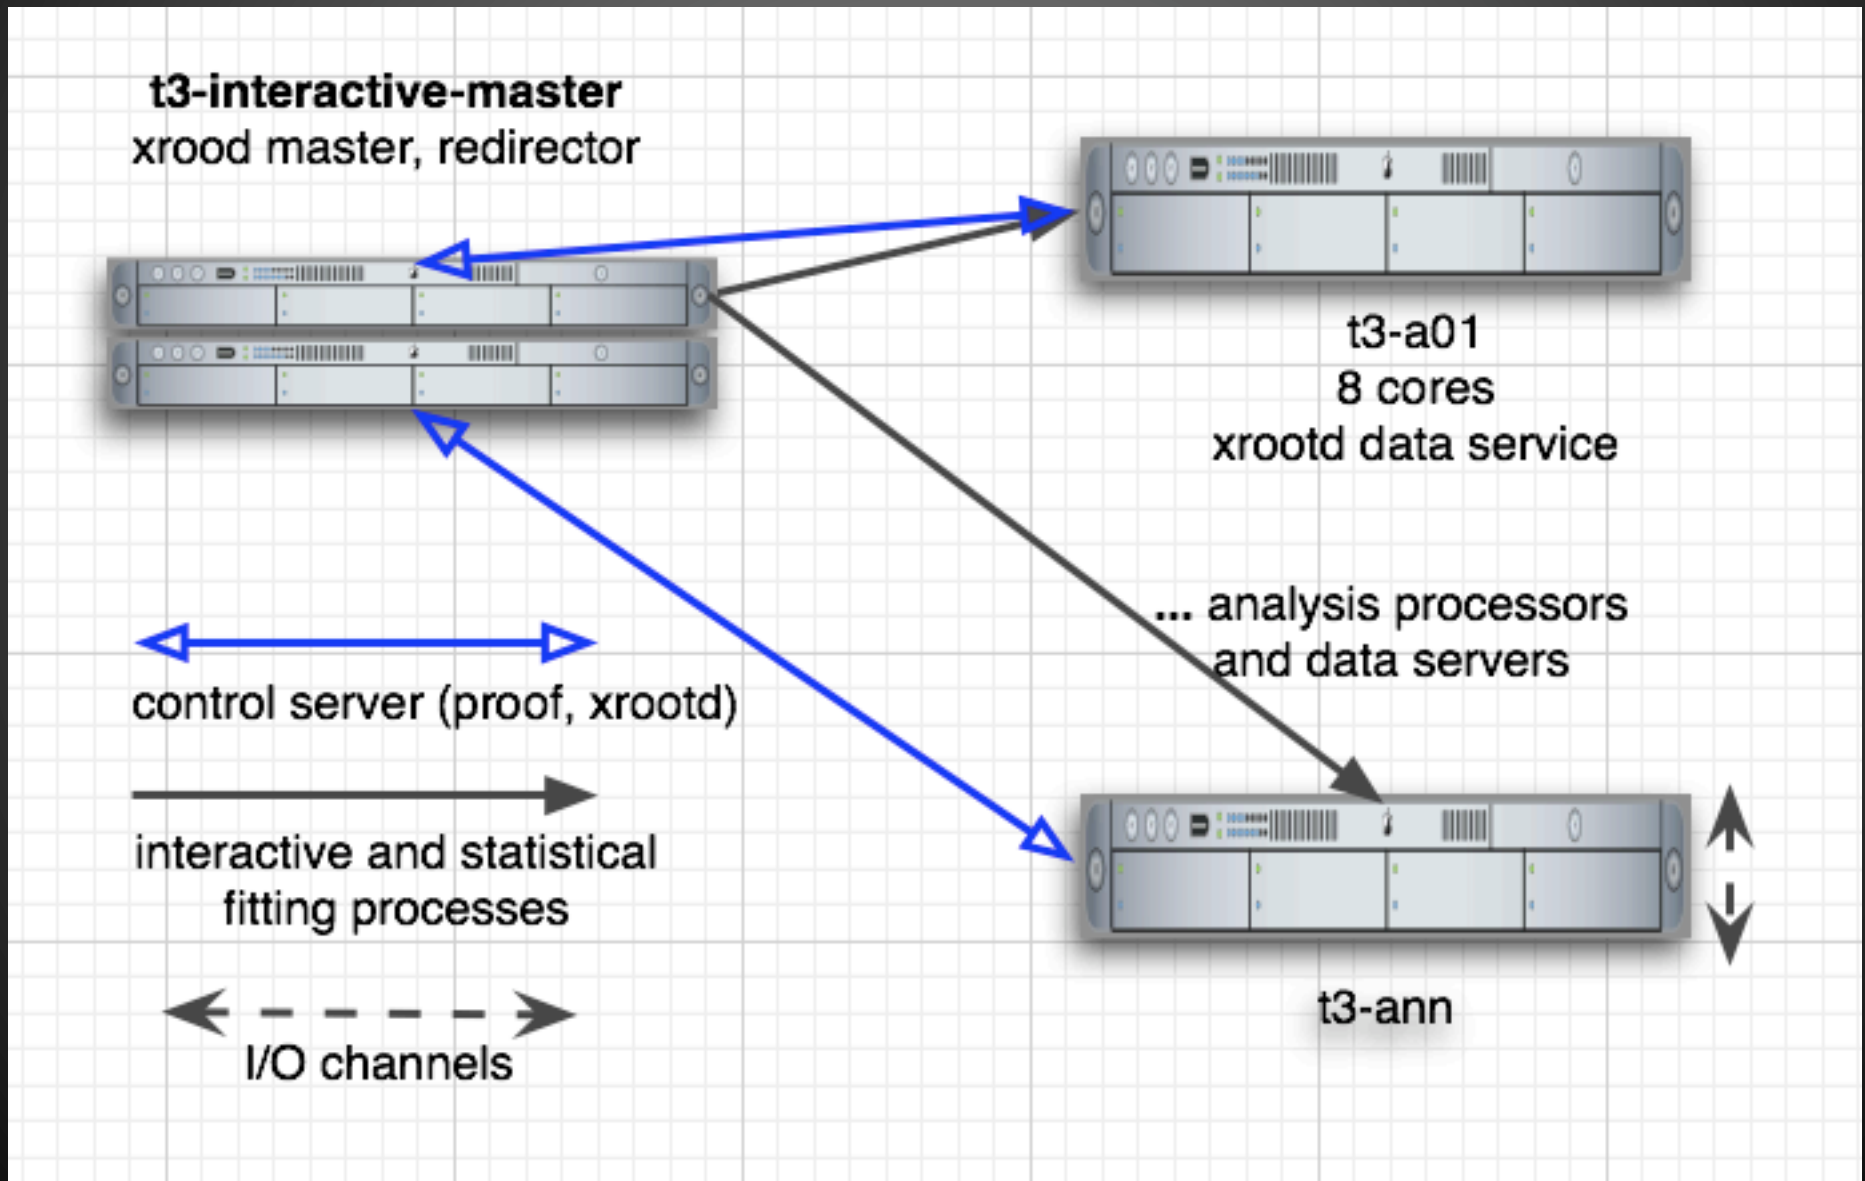 t3-interactive-master
xrood master, redirector
t3-a01
8 cores
xrootd data service
... analysis processors
and data servers
control server (proof, xrootd)
interactive and statistical
fitting processes
I/O channels
t3-ann